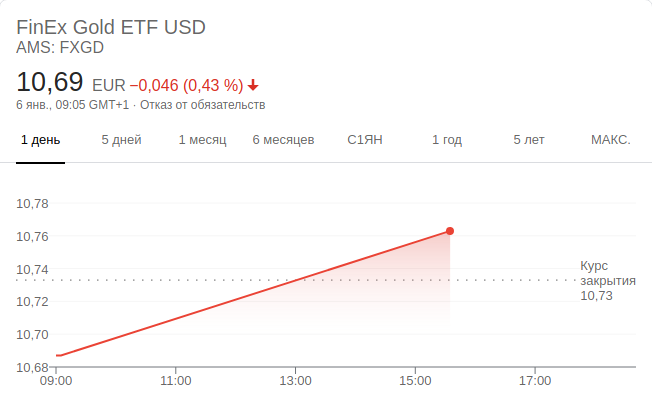 FinEx Gold ETF USD
AMS: FXGD
10,69 EUR −0,046 (0,43 %)
6 янв., 09:05 GMT+1 · Отказ от обязательств
1 день 5 дней 1 месяц 6 месяцев С1ЯН 1 год 5 лет МАКС.
10,78
10,76
10,74
Курс
закрытия
10,73
10,72
10,70
10,68
09:00 11:00 13:00 15:00 17:00